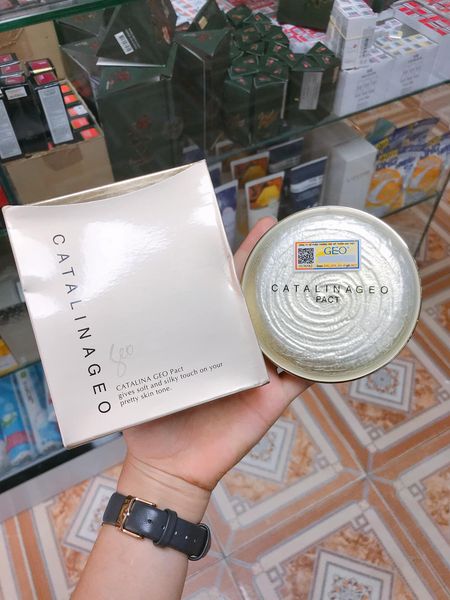 CATALINAGEO
geo
CATALINA GEO Pact
gives soft and silky touch on your
pretty skin tone.
GEO
CATALINAGEO
PACT